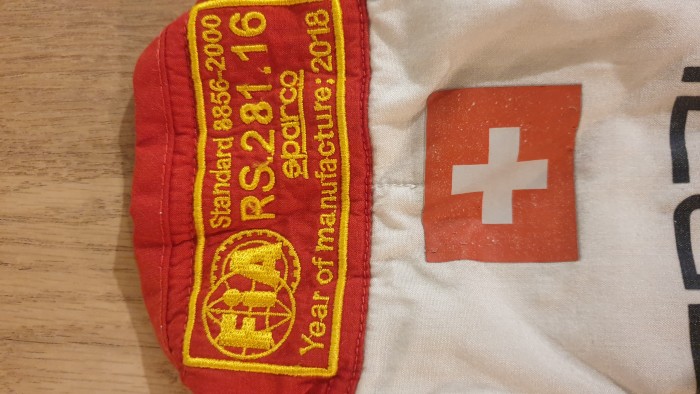 Standard 8856-2000
RS.281.16
sparco
FiA
Year of manufacture: 2018